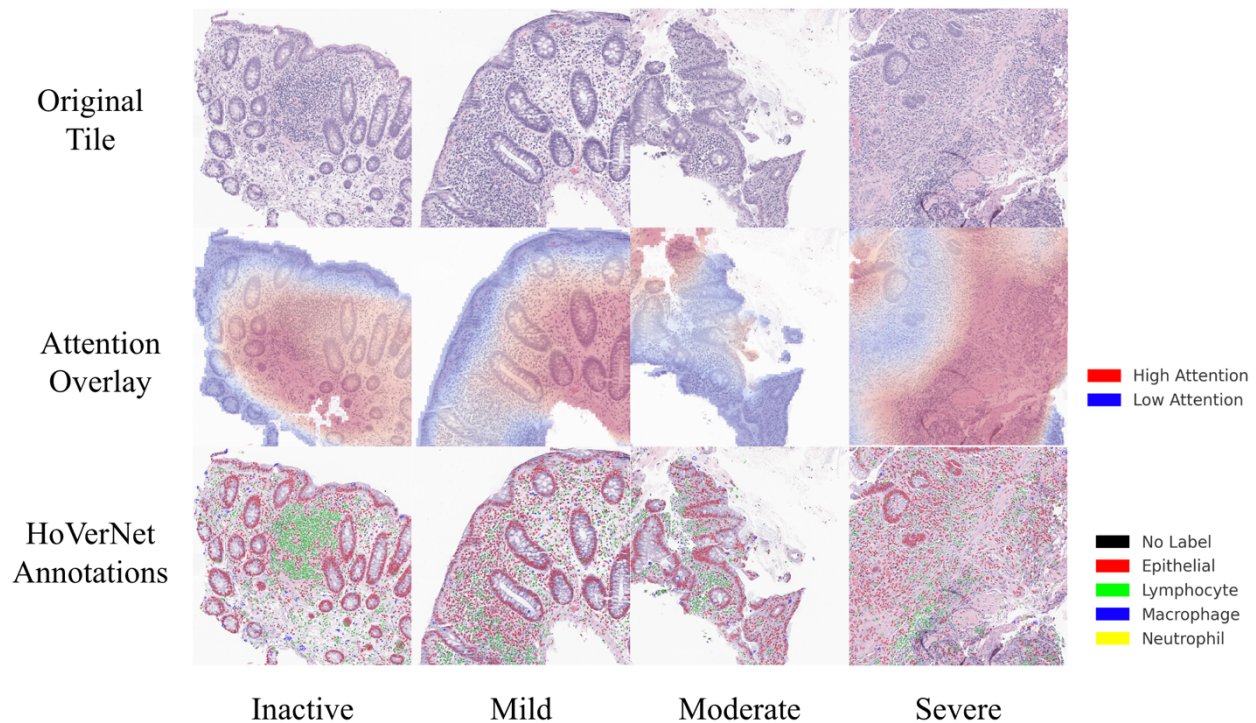 Original
Tile
Attention
Overlay
High Attention
Low Attention
HoVerNet
Annotations
No Label
Epithelial
Lymphocyte
Macrophage
Neutrophil
Inactive
Mild
Moderate
Severe